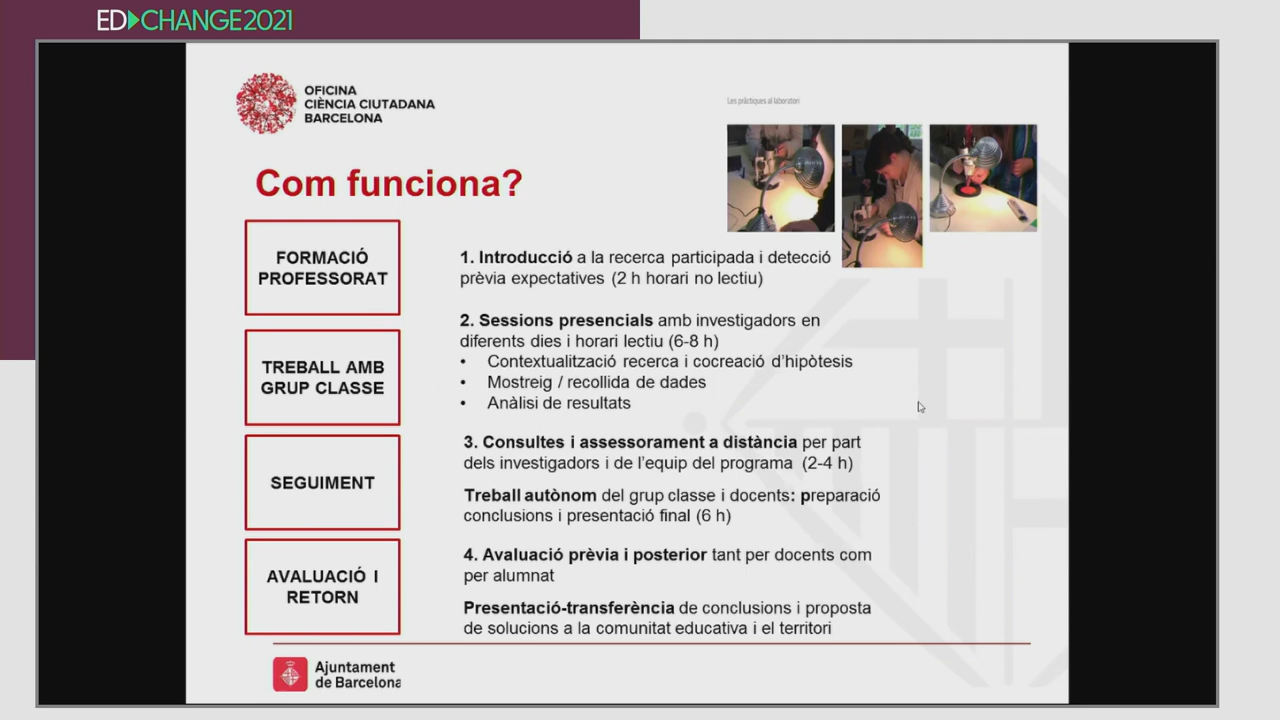 ED▶CHANGE2021
OFICINA
CIÈNCIA CIUTADANA
BARCELONA
Les pràctiques al laboratori
Com funciona?
FORMACIÓ
PROFESSORAT
1. Introducció a la recerca participada i detecció
prèvia expectatives (2 h horari no lectiu)
TREBALL AMB
GRUP CLASSE
2. Sessions presencials amb investigadors en
diferents dies i horari lectiu (6-8 h)
• Contextualització recerca i cocreació d'hipòtesis
• Mostreig / recollida de dades
• Anàlisi de resultats
SEGUIMENT
3. Consultes i assessorament a distància per part
dels investigadors i de l'equip del programa (2-4 h)
Treball autònom del grup classe i docents: preparació
conclusions i presentació final (6 h)
AVALUACIÓ I
RETORN
4. Avaluació prèvia i posterior tant per docents com
per alumnat
Presentació-transferència de conclusions i proposta
de solucions a la comunitat educativa i el territori
Ajuntament
de Barcelona